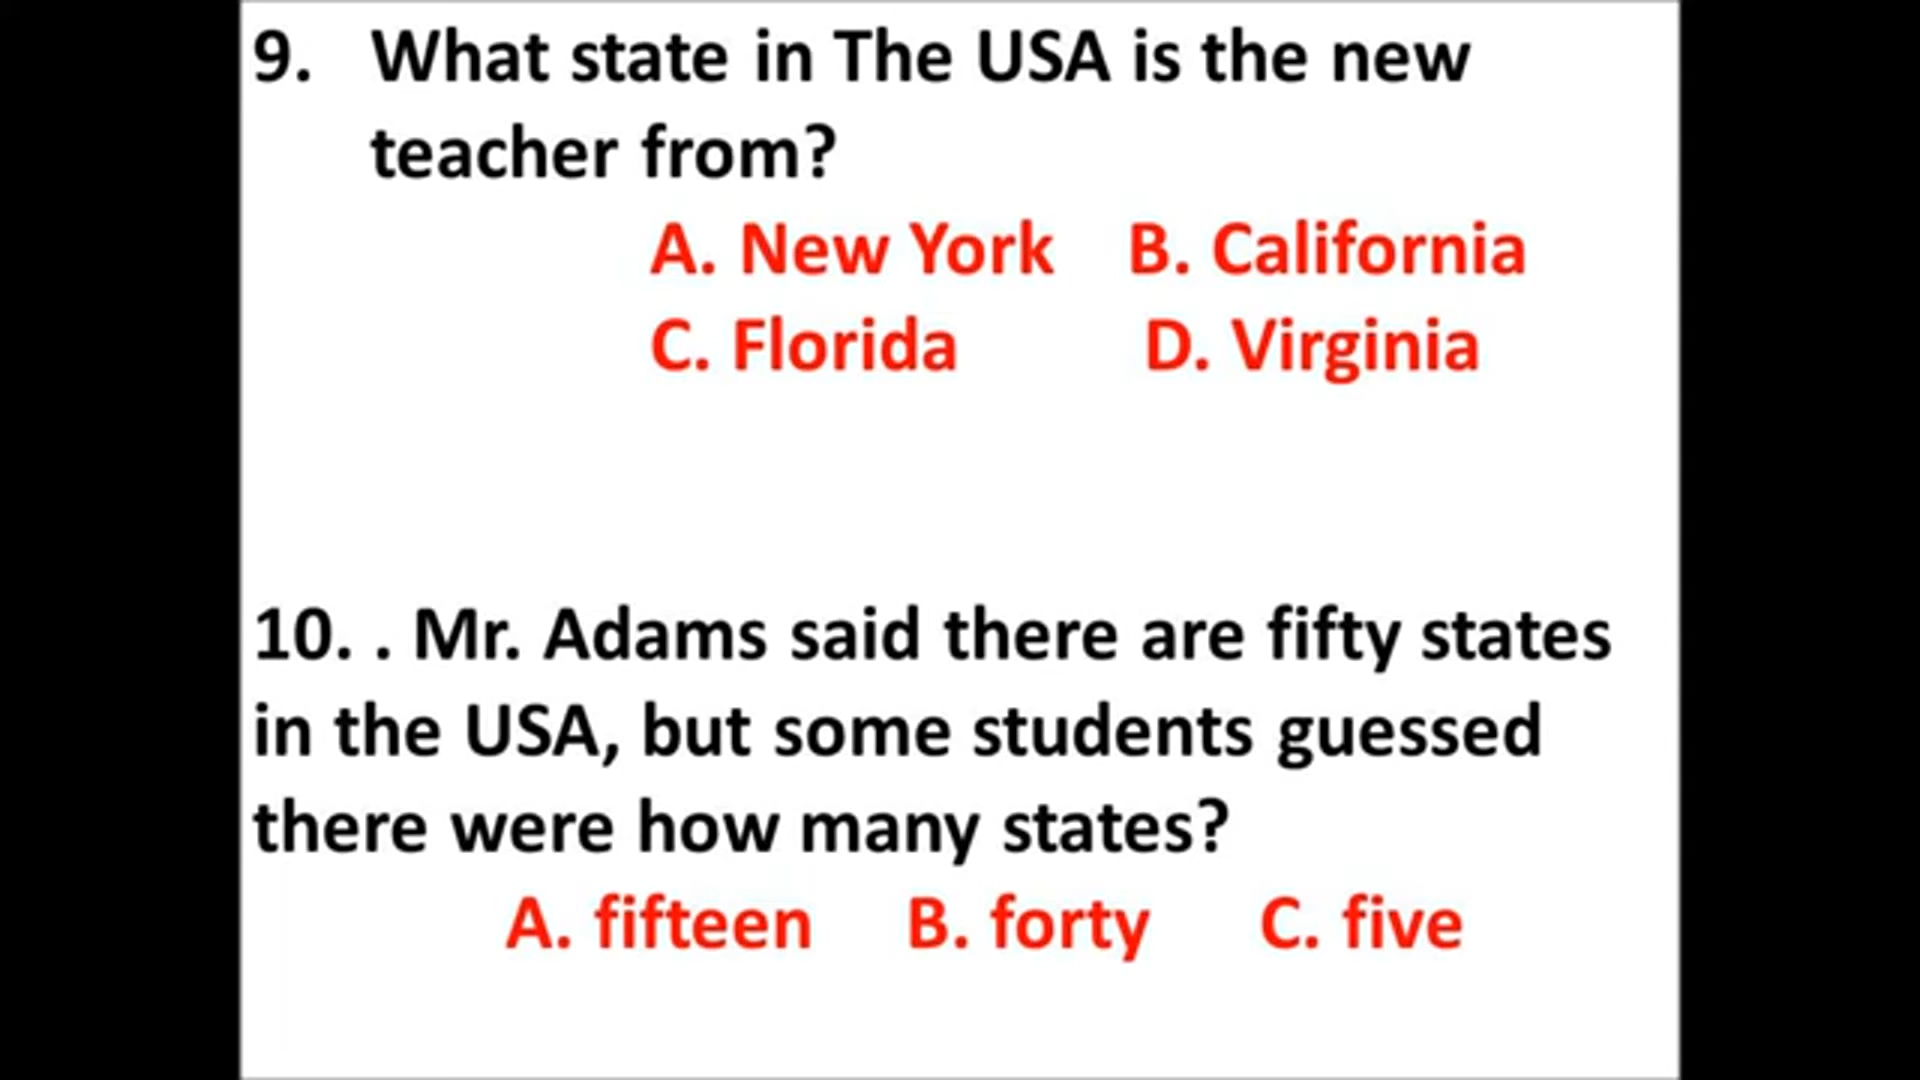 9. What state in The USA is the new
teacher from?
A. New York B. California
C. Florida D. Virginia
10. . Mr. Adams said there are fifty states
in the USA, but some students guessed
there were how many states?
A. fifteen B. forty C. five